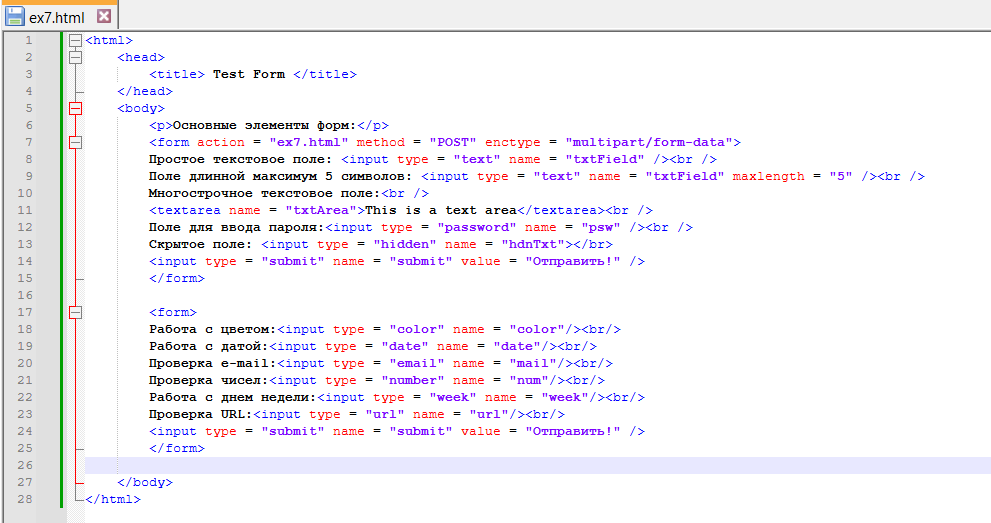 ex7.html
1 <html>
2 <head>
3 <title> Test Form </title>
4 </head>
5 <body>
6 <p>Основные элементы форм:</p>
7 <form action = "ex7.html" method = "POST" enctype = "multipart/form-data">
8 Простое текстовое поле: <input type = "text" name = "txtField" /><br />
9 Поле длинной максимум 5 символов: <input type = "text" name = "txtField" maxlength = "5" /><br />
10 Многострочное текстовое поле:<br />
11 <textarea name = "txtArea">This is a text area</textarea><br />
12 Поле для ввода пароля:<input type = "password" name = "psw" /><br />
13 Скрытое поле: <input type = "hidden" name = "hdnTxt"></br>
14 <input type = "submit" name = "submit" value = "Отправить!" />
15 </form>
16
17 <form>
18 Работа с цветом:<input type = "color" name = "color"/><br/>
19 Работа с датой:<input type = "date" name = "date"/><br/>
20 Проверка e-mail:<input type = "email" name = "mail"/><br/>
21 Проверка чисел:<input type = "number" name = "num"/><br/>
22 Работа с днем недели:<input type = "week" name = "week"/><br/>
23 Проверка URL:<input type = "url" name = "url"/><br/>
24 <input type = "submit" name = "submit" value = "Отправить!" />
25 </form>
26
27 </body>
28 </html>